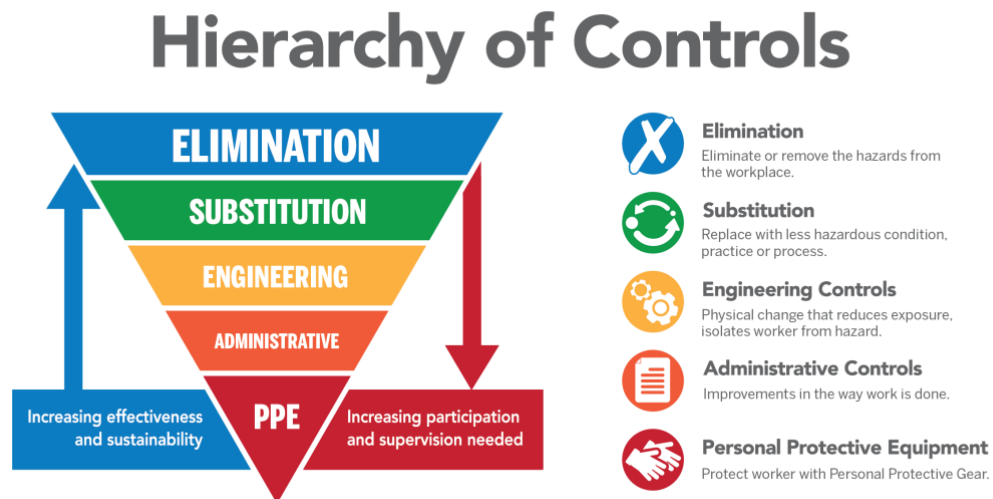 Hierarchy of Controls
ELIMINATION
SUBSTITUTION
ENGINEERING
ADMINISTRATIVE
PPE
Increasing effectiveness
and sustainability
Increasing participation
and supervision needed
Elimination
Eliminate or remove the hazards from
the workplace.
Substitution
Replace with less hazardous condition,
practice or process.
Engineering Controls
Physical change that reduces exposure,
isolates worker from hazard.
Administrative Controls
Improvements in the way work is done.
Personal Protective Equipment
Protect worker with Personal Protective Gear.